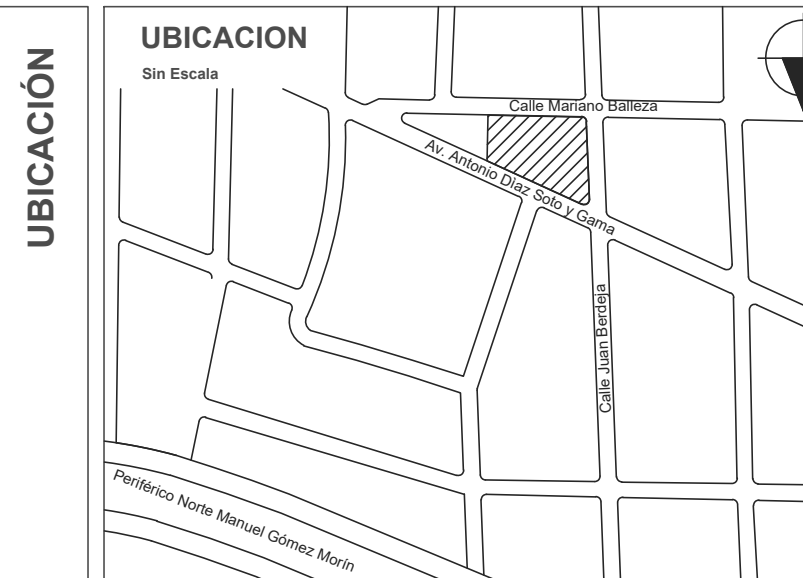 UBICACIÓN
UBICACION
Sin Escala
Calle Mariano Balleza
Av. Antonio Dìaz Soto y Gama
Calle Juan Berdeja
Periférico Norte Manuel Gómez Morín